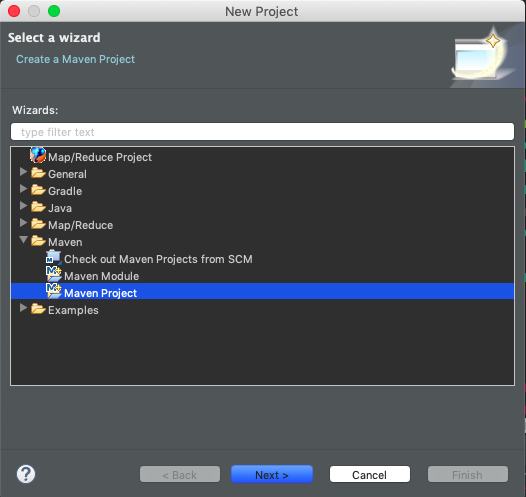 New Project
Select a wizard
Create a Maven Project
Wizards:
type filter text
Map/Reduce Project
General
Gradle
Java
Map/Reduce
Maven
Check out Maven Projects from SCM
Maven Module
Maven Project
Examples
?
< Back
Next >
Cancel
Finish